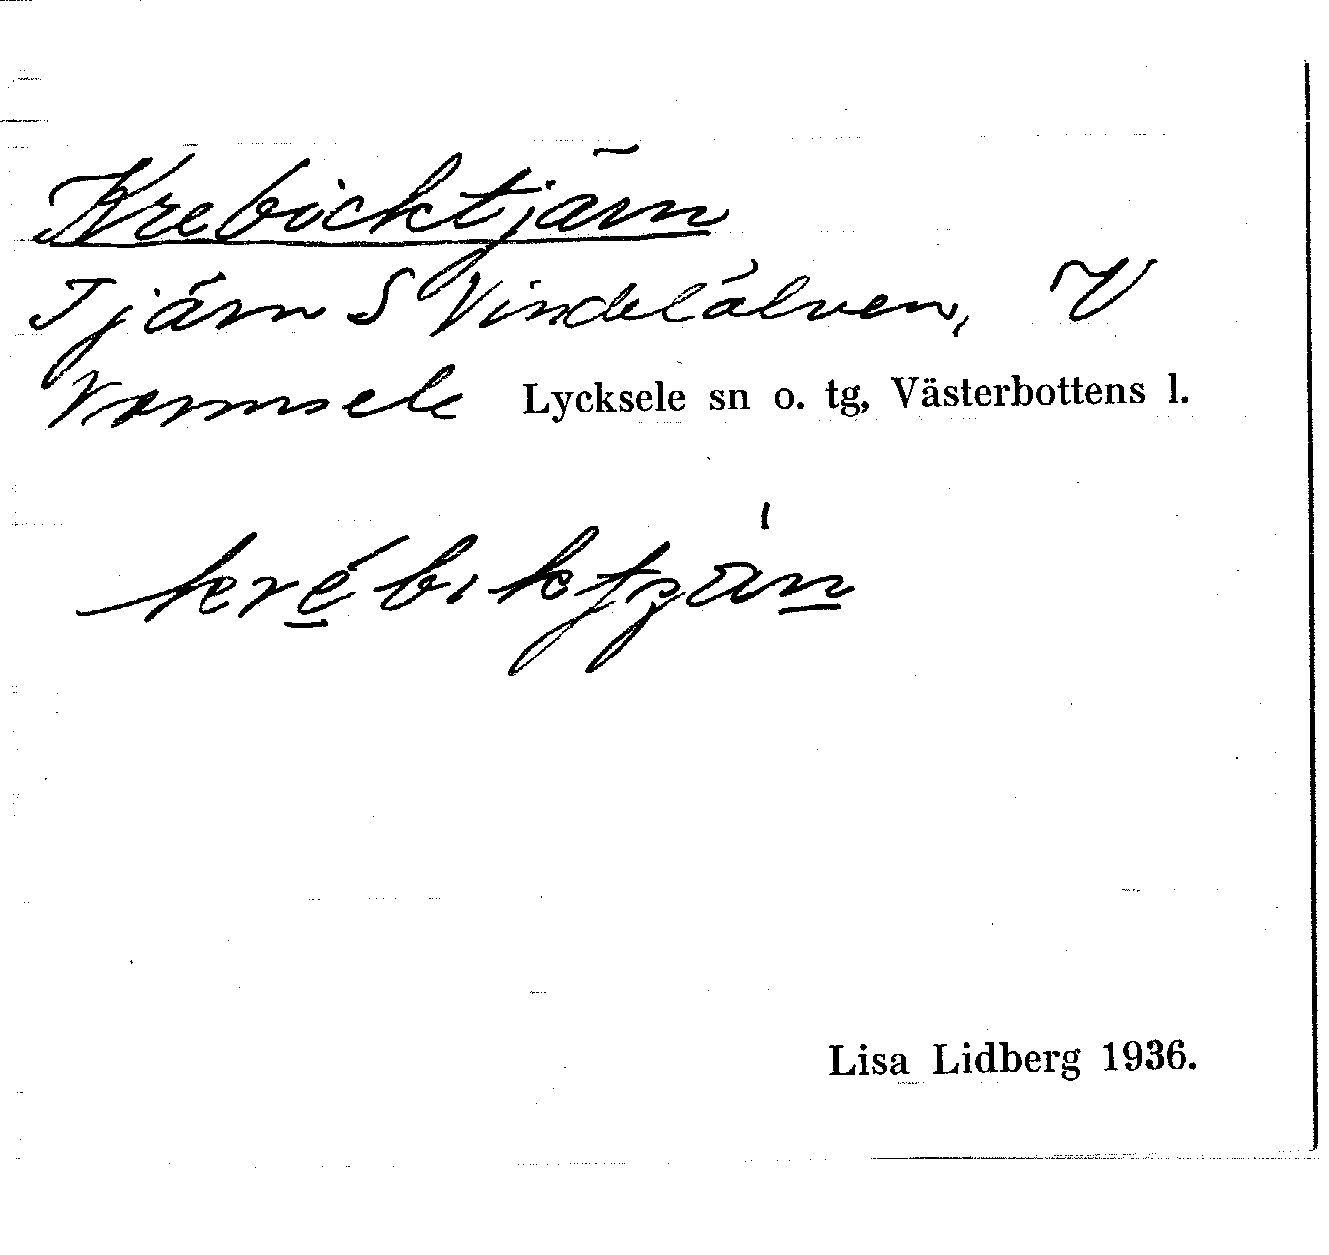 Krebicktjärn
Tjärn S Vindelälven, V
Vormsele Lycksele sn o. tg, Västerbottens l.
Lisa Lidberg 1936.